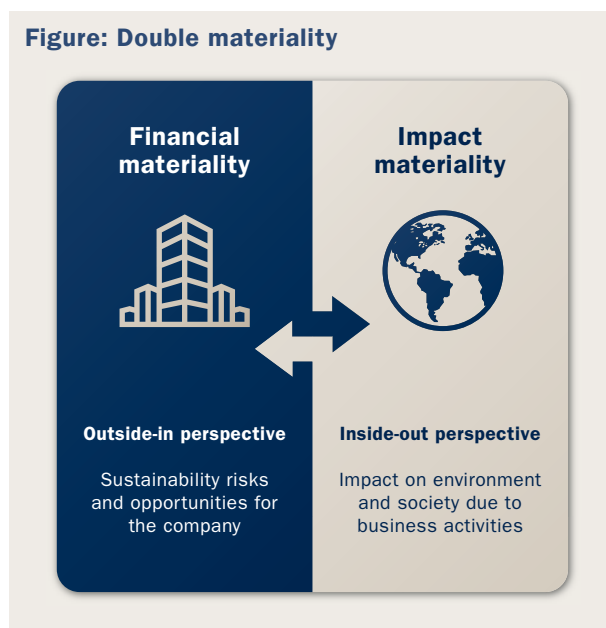 Figure: Double materiality
Financial
materiality
Impact
materiality
Outside-in perspective
Sustainability risks
and opportunities for
the company
Inside-out perspective
Impact on environment
and society due to
business activities